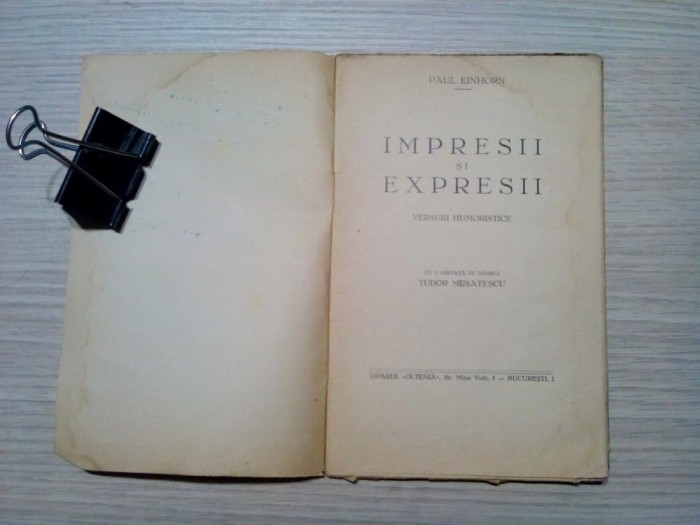 PAUL EINHORN
IMPRESII
ȘI
EXPRESII
VERSURI HUMORISTICE
CU O PREFAȚĂ DE DOMNUL
TUDOR MUȘATESCU
TIPARUL «OLTENIA», Str. Mihai Vodă, 5 — BUCUREȘTI, I